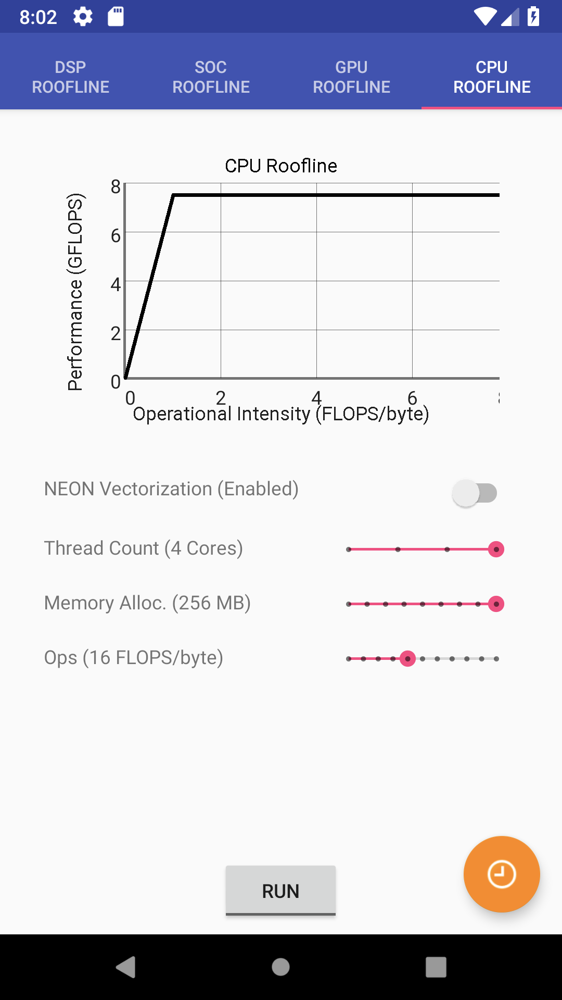 8:02
DSP ROOFLINE
SOC ROOFLINE
GPU ROOFLINE
CPU ROOFLINE
CPU Roofline
Performance (GFLOPS)
8
6
4
2
0
0 2 4 6
Operational Intensity (FLOPS/byte)
NEON Vectorization (Enabled)
Thread Count (4 Cores)
Memory Alloc. (256 MB)
Ops (16 FLOPS/byte)
RUN